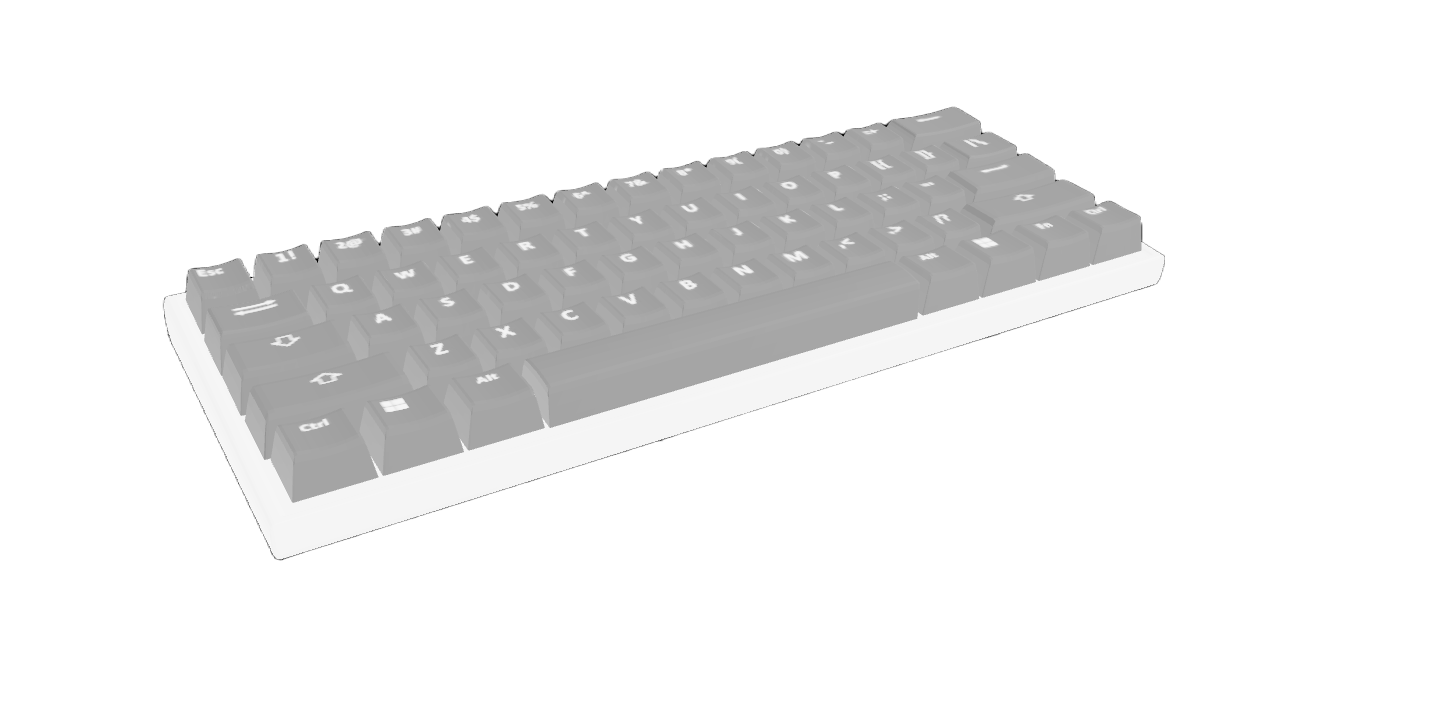 Esc 1! 2@ 3# 4$ 5% 6^ 7& 8* 9( 0)
Q W E R T Y U I O P [{ ]} \|
A S D F G H J K L
Z X C V B N M
Ctrl Alt Alt Fn Ctrl